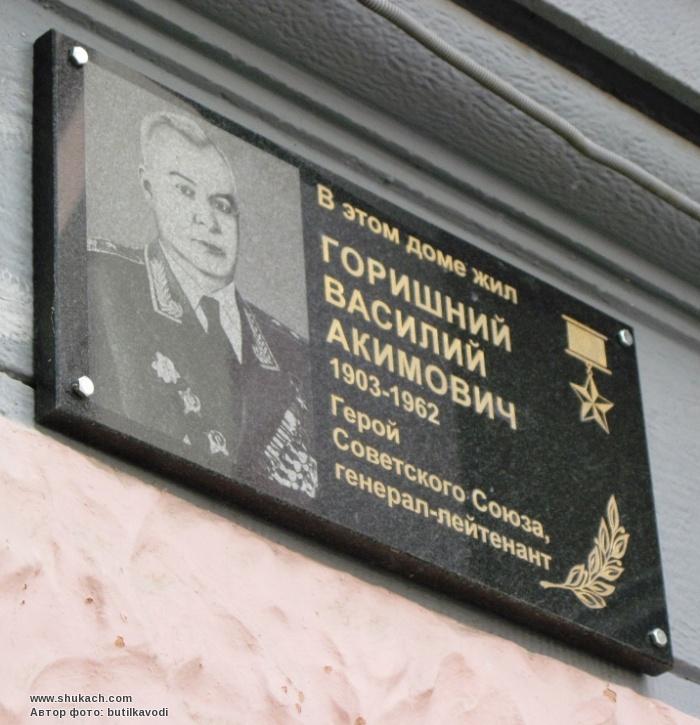 В этом доме жил
ГОРИШНИЙ
ВАСИЛИЙ
АКИМОВИЧ
1903-1962
Герой
Советского Союза,
генерал-лейтенант
www.shukach.com
Автор фото: butilkavodi